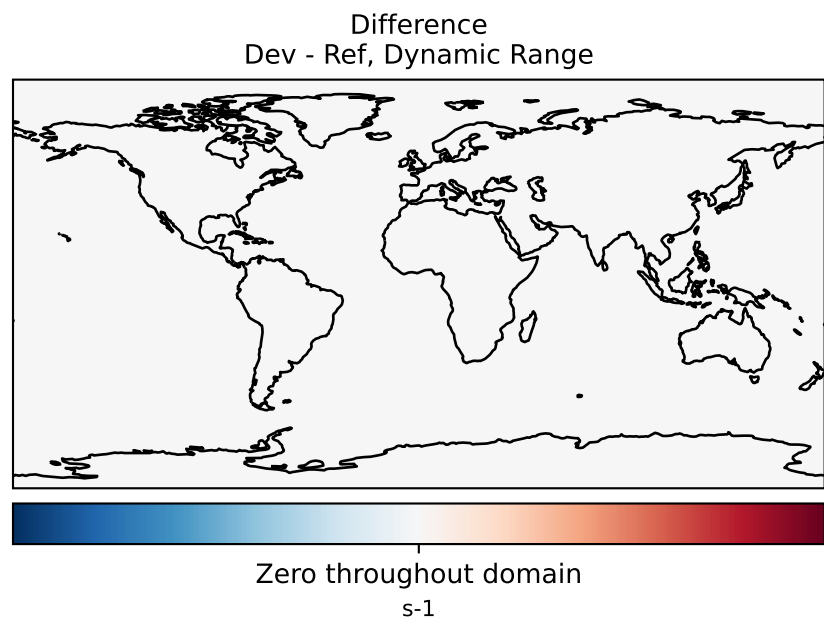 Difference
Dev - Ref, Dynamic Range
Zero throughout domain
s-1